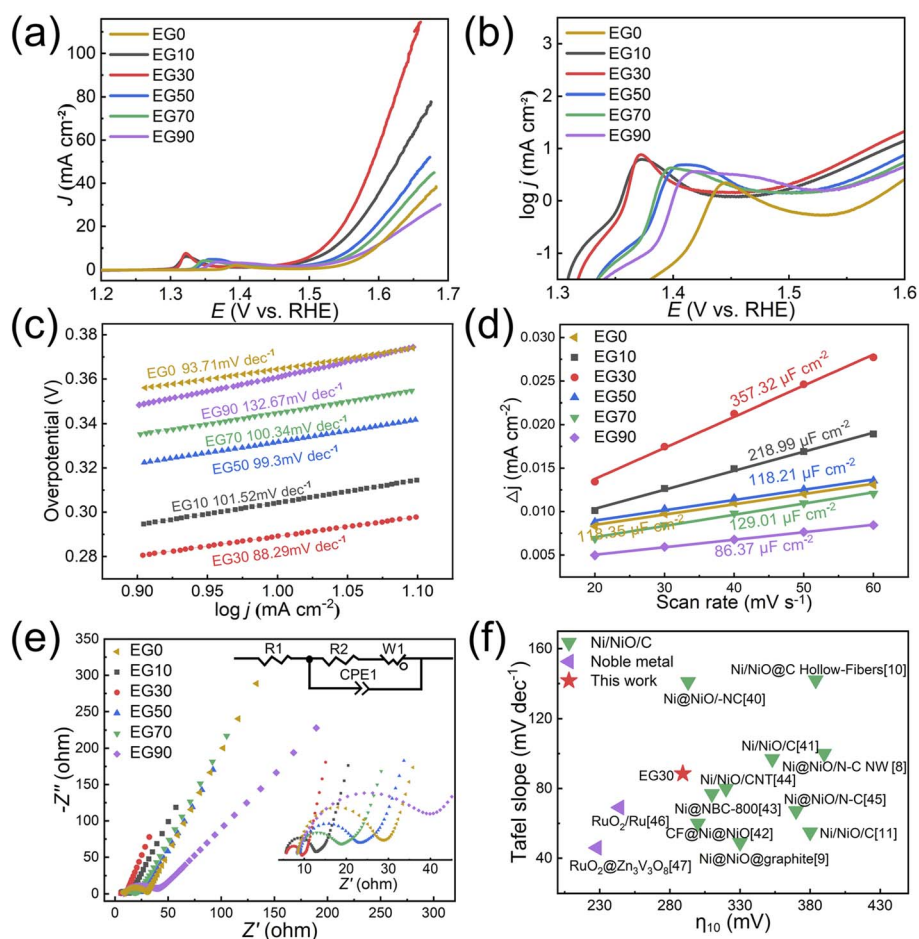 (a)
EG0
EG10
EG30
EG50
EG70
EG90
J (mA cm⁻²)
100
80
60
40
20
0
1.2 1.3 1.4 1.5 1.6 1.7
E (V vs. RHE)
(b)
EG0
EG10
EG30
EG50
EG70
EG90
log j (mA cm⁻²)
3
2
1
0
-1
1.3 1.4 1.5 1.6
E (V vs. RHE)
(c)
Overpotential (V)
0.38
0.36
0.34
0.32
0.30
0.28
EG0 93.71mV dec⁻¹
EG90 132.67mV dec⁻¹
EG70 100.34mV dec⁻¹
EG50 99.3mV dec⁻¹
EG10 101.52mV dec⁻¹
EG30 88.29mV dec⁻¹
0.90 0.95 1.00 1.05 1.10
log j (mA cm⁻²)
(d)
EG0
EG10
EG30
EG50
EG70
EG90
Δj (mA cm⁻²)
0.030
0.025
0.020
0.015
0.010
0.005
357.32 μF cm⁻²
218.99 μF cm⁻²
118.21 μF cm⁻²
μF cm⁻²
129.01 μF cm⁻²
86.37 μF cm⁻²
20 30 40 50 60
Scan rate (mV s⁻¹)
(e)
EG0
EG10
EG30
EG50
EG70
EG90
-Z″ (ohm)
350
300
250
200
150
100
50
0
R1 R2 W1
CPE1
10 20 30 40
Z′ (ohm)
0 50 100 150 200 250 300
Z′ (ohm)
(f)
Ni/NiO/C
Noble metal
This work
Tafel slope (mV dec⁻¹)
160
120
80
40
Ni/NiO@C Hollow-Fibers[10]
Ni@NiO/-NC[40]
Ni/NiO/C[41]
Ni@NiO/N-C NW [8]
EG30
Ni/NiO/CNT[44]
Ni@NBC-800[43]
Ni@NiO/N-C[45]
RuO₂/Ru[46]
CF@Ni@NiO[42]
Ni/NiO/C[11]
RuO₂@Zn₃V₃O₈[47]
Ni@NiO@graphite[9]
230 330 430
η₁₀ (mV)